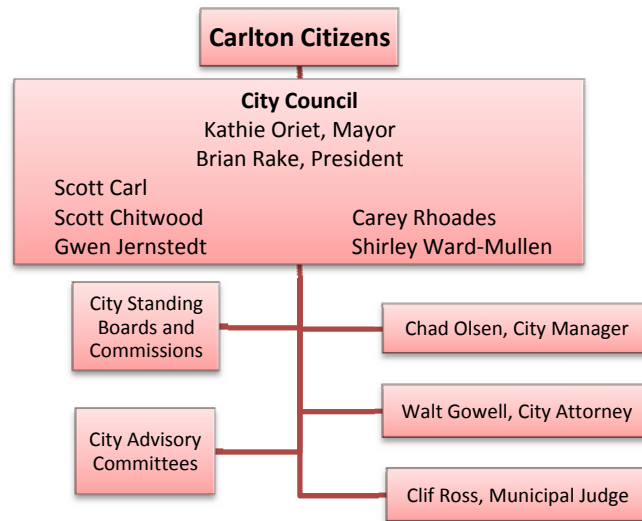 Carlton Citizens
City Council
Kathie Oriet, Mayor
Brian Rake, President
Scott Carl
Scott Chitwood
Carey Rhoades
Gwen Jernstedt
Shirley Ward-Mullen
City Standing
Boards and
Commissions
Chad Olsen, City Manager
Walt Gowell, City Attorney
City Advisory
Committees
Clif Ross, Municipal Judge